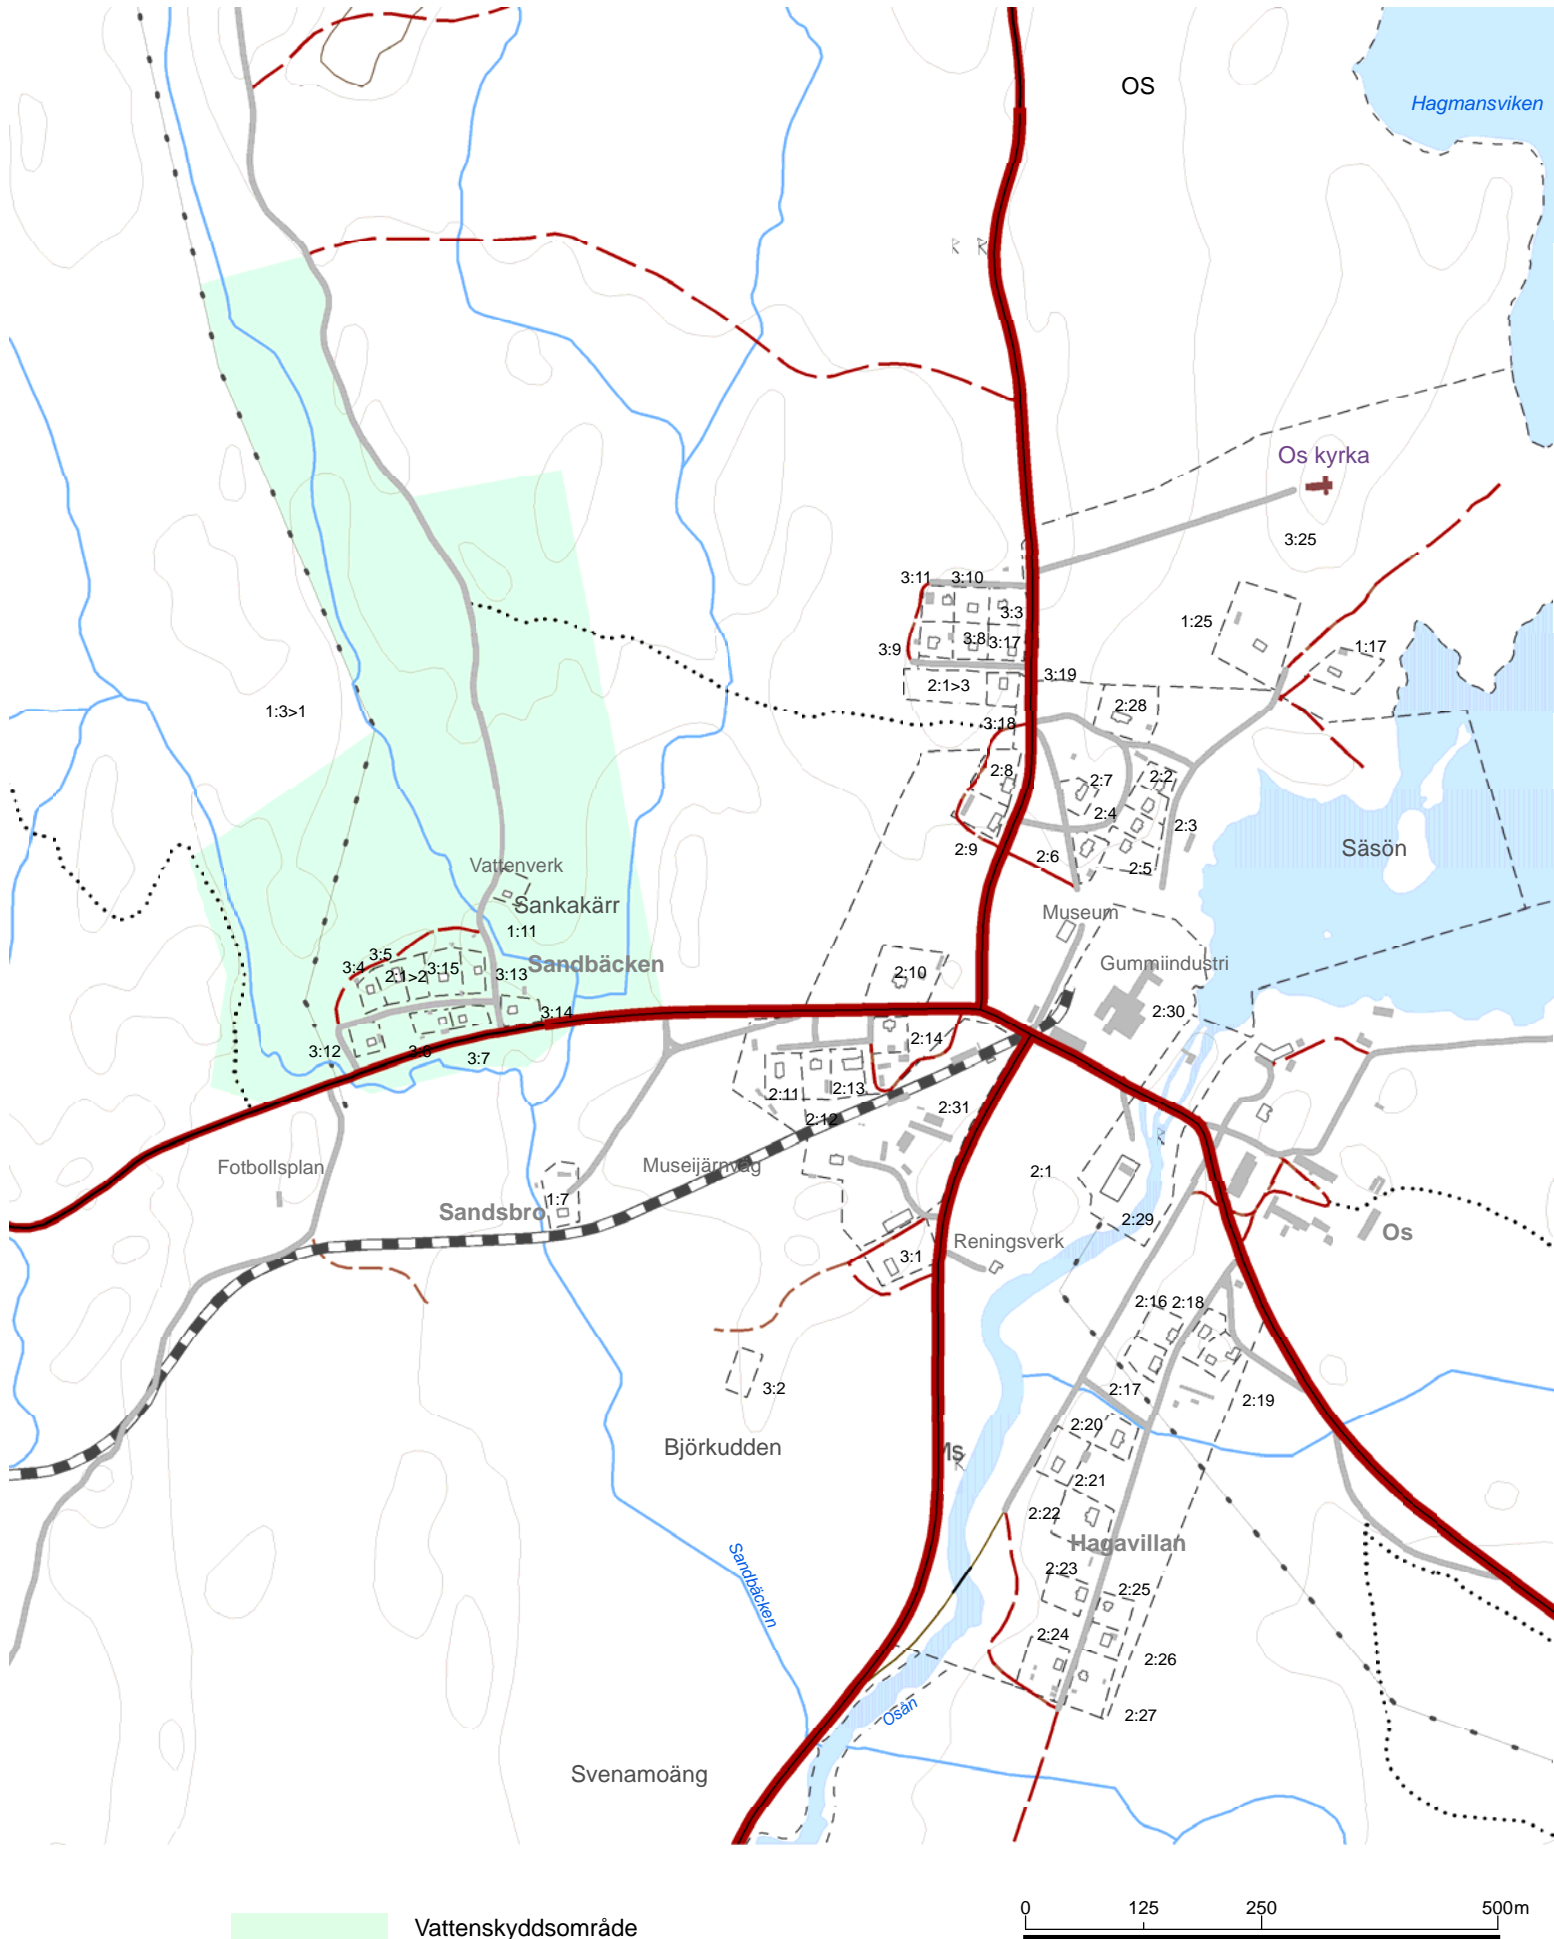 OS
Hagmansviken
Os kyrka
3:25
3:11
3:10
3:3
1:25
3:8
3:17
1:17
3:9
3:19
2:1>3
2:28
1:3>1
3:18
2:8
2:7
2:2
2:4
2:3
2:9
2:6
2:5
Säsön
Vattenverk
Sankakärr
Museum
1:11
3:5
3:4
2:1>2
3:15
3:13
Sandbäcken
2:10
Gummiindustri
3:14
2:30
3:12
3:6
3:7
2:14
2:11
2:13
2:12
2:31
Fotbollsplan
Museijärnväg
2:1
1:7
Sandsbro
2:29
Os
Reningsverk
3:1
2:16
2:18
3:2
2:17
2:19
2:20
Björkudden
Ms
2:21
2:22
Hagavillan
Sandbäcken
2:23
2:25
2:24
2:26
Osån
2:27
Svenamoäng
Vattenskyddsområde
0 125 250 500m